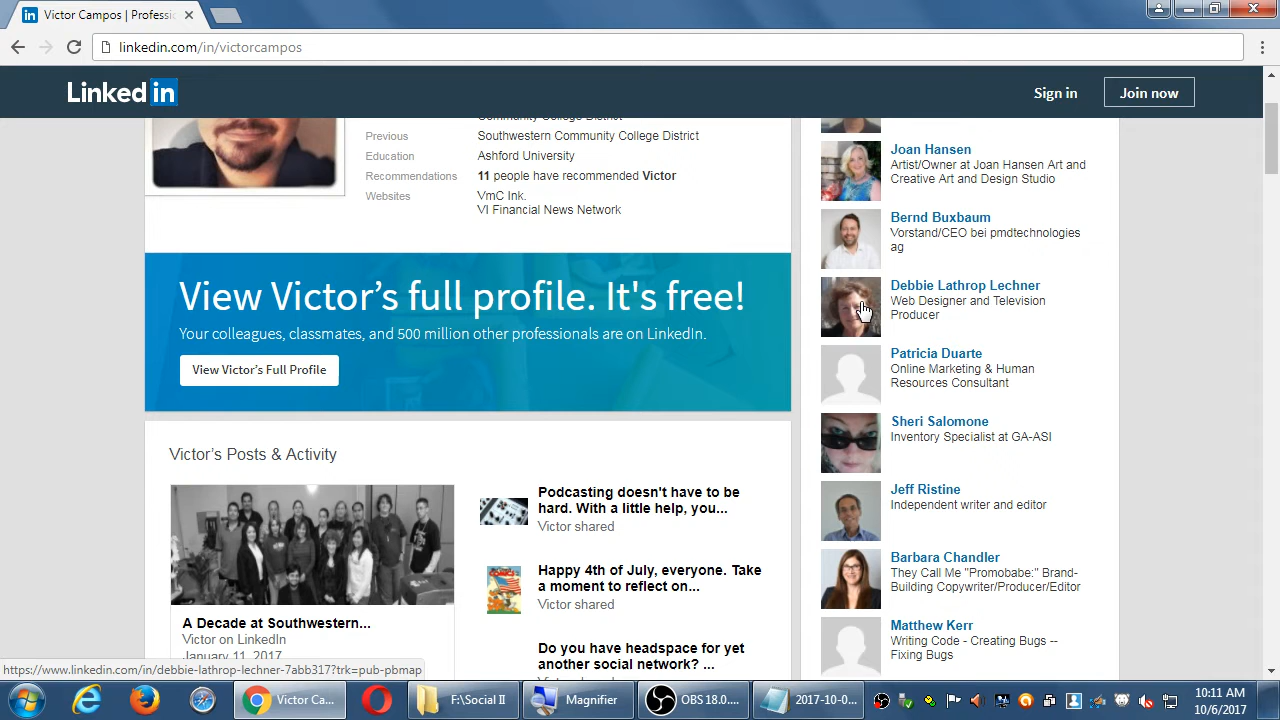 Victor Campos | Professi
linkedin.com/in/victorcampos
Linked in
Sign in
Join now
Community College District
Previous
Southwestern Community College District
Education
Ashford University
Recommendations
11 people have recommended Victor
Websites
VmC Ink.
VI Financial News Network
View Victor's full profile. It's free!
Your colleagues, classmates, and 500 million other professionals are on LinkedIn.
View Victor's Full Profile
Victor's Posts & Activity
A Decade at Southwestern...
Victor on LinkedIn
January 11, 2017
Podcasting doesn't have to be
hard. With a little help, you...
Victor shared
Happy 4th of July, everyone. Take
a moment to reflect on...
Victor shared
Do you have headspace for yet
another social network? ...
Joan Hansen
Artist/Owner at Joan Hansen Art and
Creative Art and Design Studio
Bernd Buxbaum
Vorstand/CEO bei pmdtechnologies
ag
Debbie Lathrop Lechner
Web Designer and Television
Producer
Patricia Duarte
Online Marketing & Human
Resources Consultant
Sheri Salomone
Inventory Specialist at GA-ASI
Jeff Ristine
Independent writer and editor
Barbara Chandler
They Call Me "Promobabe:" Brand-
Building Copywriter/Producer/Editor
Matthew Kerr
Writing Code - Creating Bugs --
Fixing Bugs
https://www.linkedin.com/in/debbie-lathrop-lechner-7abb317?trk=pub-pbmap
Victor Ca...
F:\Social II
Magnifier
OBS 18.0....
2017-10-0...
10:11 AM
10/6/2017